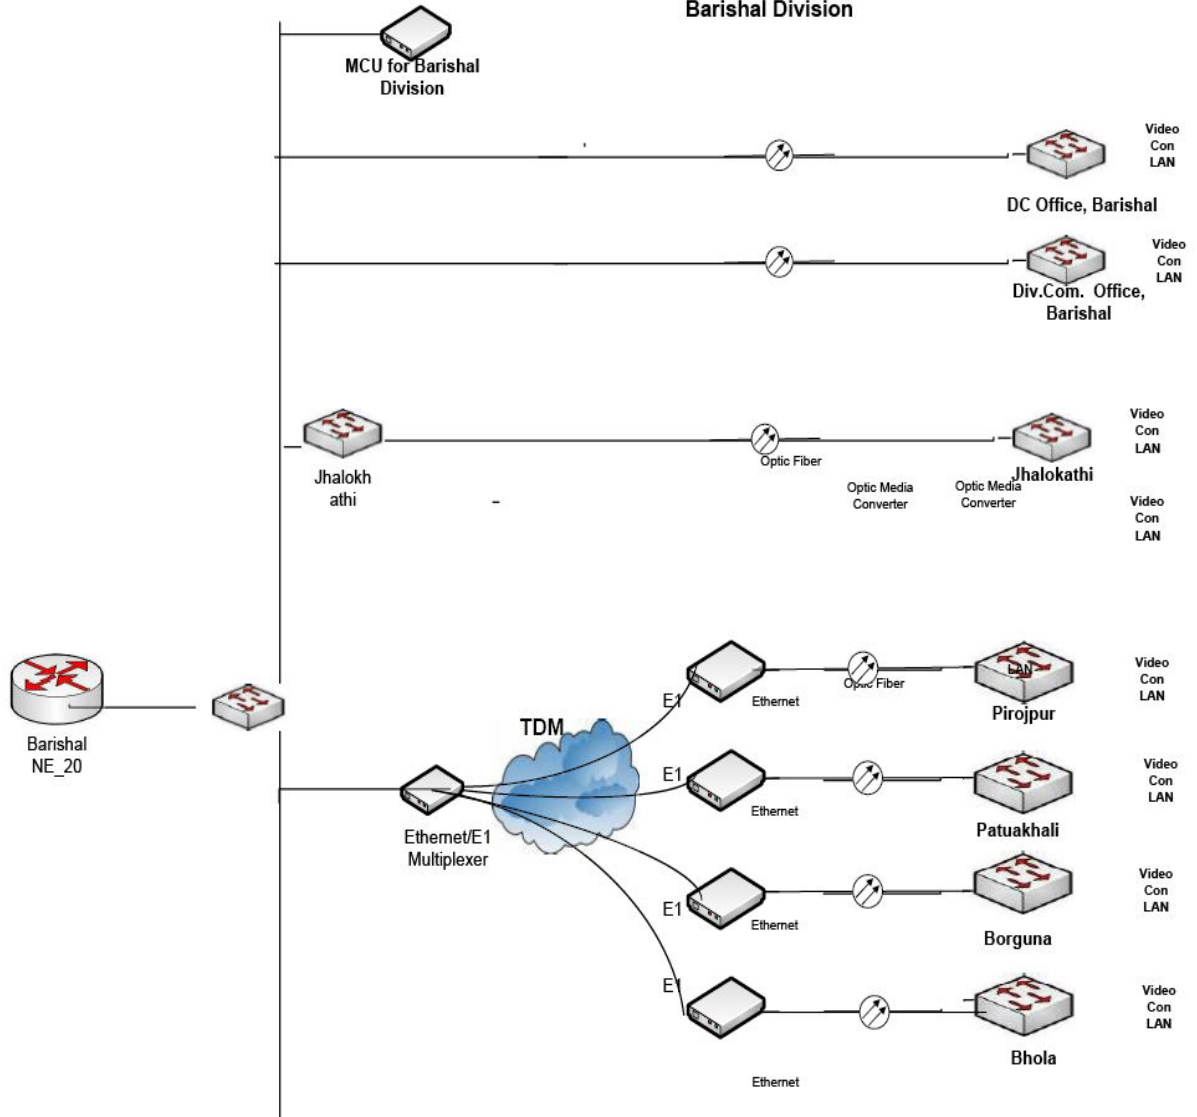 Barishal Division
MCU for Barishal
Division
Video
Con
LAN
DC Office, Barishal
Video
Con
LAN
Div.Com. Office,
Barishal
Jhalokh
athi
Optic Fiber
Jhalokathi
Video
Con
LAN
Optic Media
Converter
Optic Media
Converter
Video
Con
LAN
Barishal
NE_20
TDM
Ethernet/E1
Multiplexer
E1
Ethernet
Optic Fiber
LAN
Pirojpur
Video
Con
LAN
E1
Ethernet
Patuakhali
Video
Con
LAN
E1
Ethernet
Borguna
Video
Con
LAN
E1
Ethernet
Bhola
Video
Con
LAN